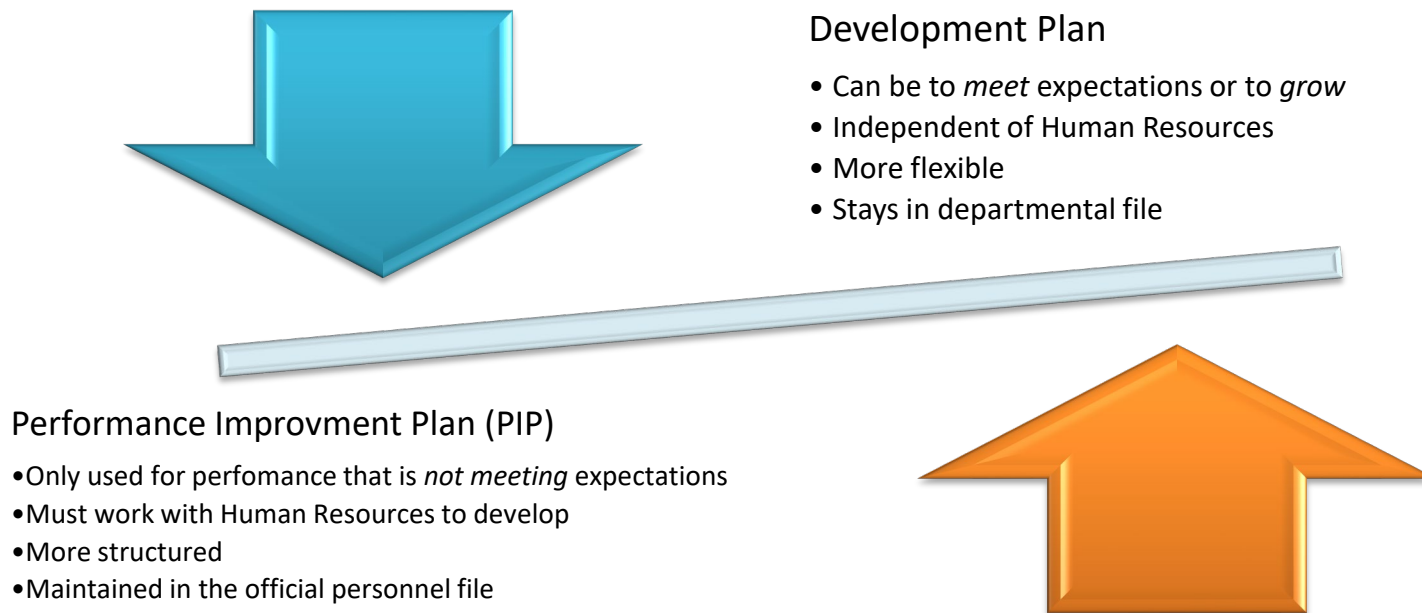 Development Plan
• Can be to meet expectations or to grow
• Independent of Human Resources
• More flexible
• Stays in departmental file
Performance Improvment Plan (PIP)
•Only used for perfomance that is not meeting expectations
•Must work with Human Resources to develop
•More structured
•Maintained in the official personnel file